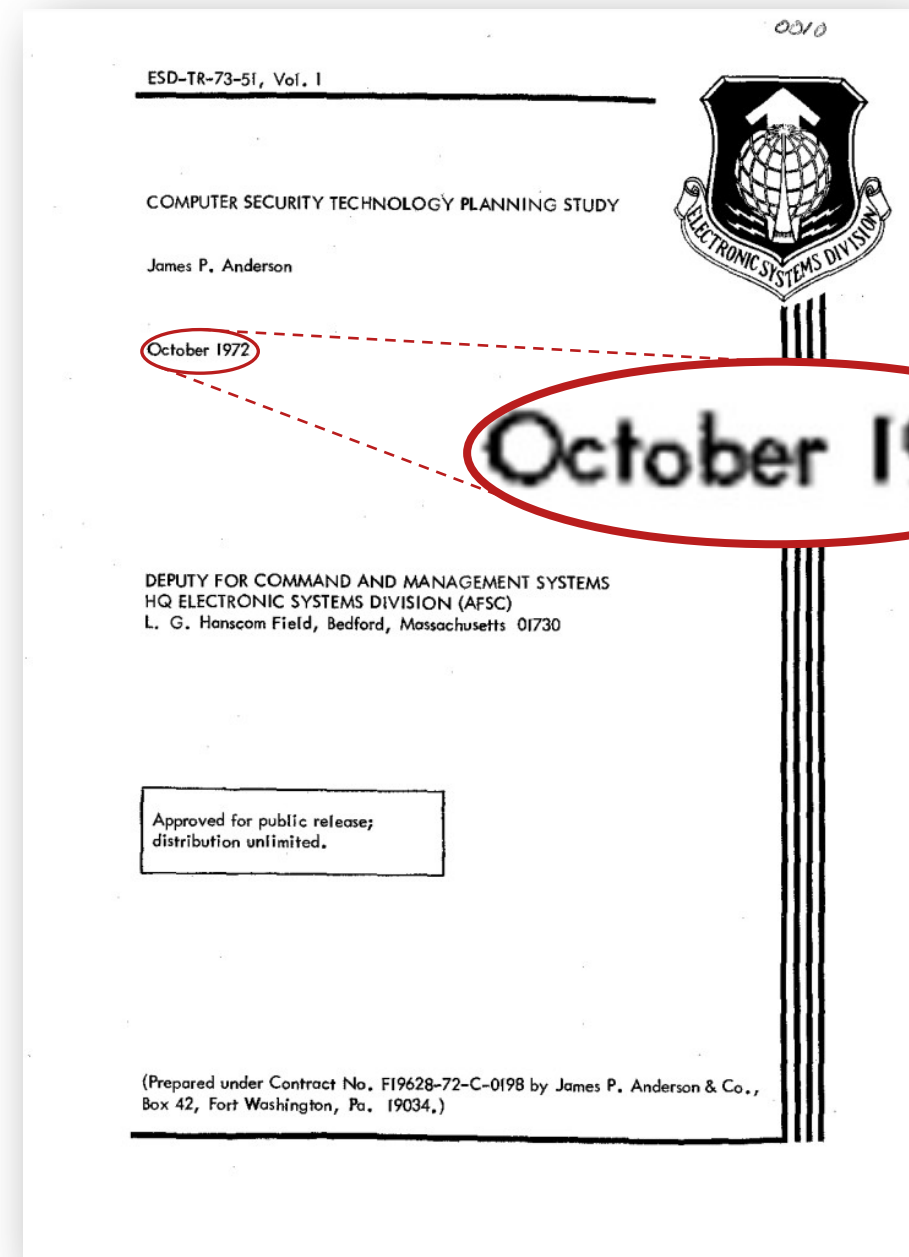 0010
ESD-TR-73-51, Vol. I
COMPUTER SECURITY TECHNOLOGY PLANNING STUDY
James P. Anderson
ELECTRONIC SYSTEMS DIVISION
October 1972
October 19
DEPUTY FOR COMMAND AND MANAGEMENT SYSTEMS
HQ ELECTRONIC SYSTEMS DIVISION (AFSC)
L. G. Hanscom Field, Bedford, Massachusetts 01730
Approved for public release;
distribution unlimited.
(Prepared under Contract No. F19628-72-C-0198 by James P. Anderson & Co.,
Box 42, Fort Washington, Pa. 19034.)